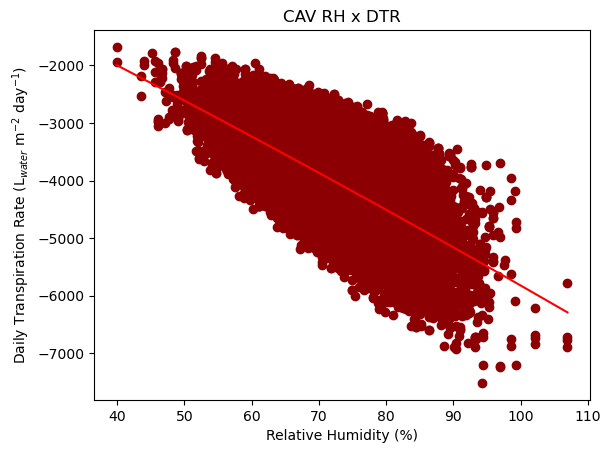 CAV RH x DTR
Daily Transpiration Rate (L$_{water}$ m$^{-2}$ day$^{-1}$)
−2000
−3000
−4000
−5000
−6000
−7000
40 50 60 70 80 90 100 110
Relative Humidity (%)